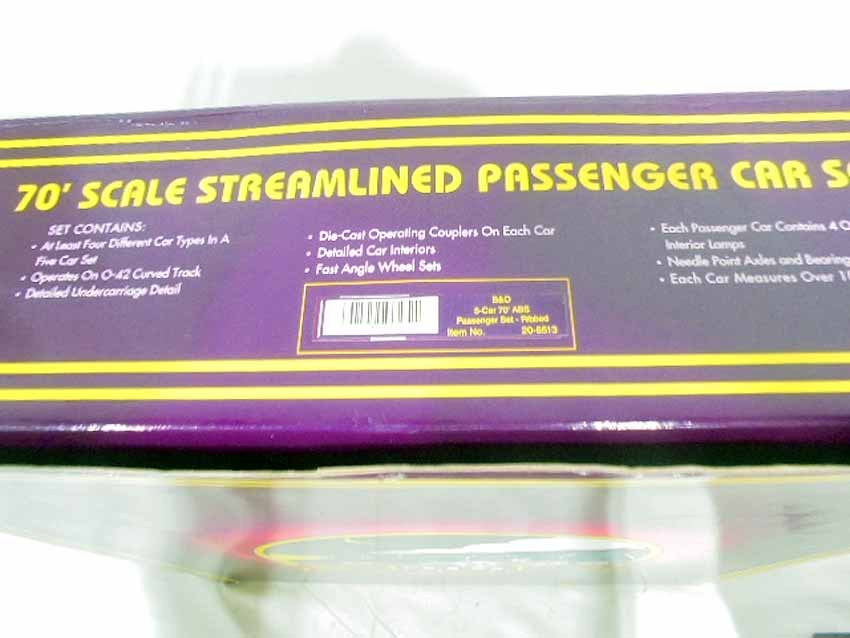 70' SCALE STREAMLINED PASSENGER CAR
SET CONTAINS:
• At Least Four Different Car Types In A
Five Car Set
• Operates On O-42 Curved Track
• Detailed Undercarriage Detail
• Die-Cast Operating Couplers On Each Car
• Detailed Car Interiors
• Fast Angle Wheel Sets
• Each Passenger Car Contains 4
Interior Lamps
• Needle Point Axles and Bearing
• Each Car Measures Over
B&O
5-Car 70' ABS
Passenger Set - Ribbed
Item No. 20-6513